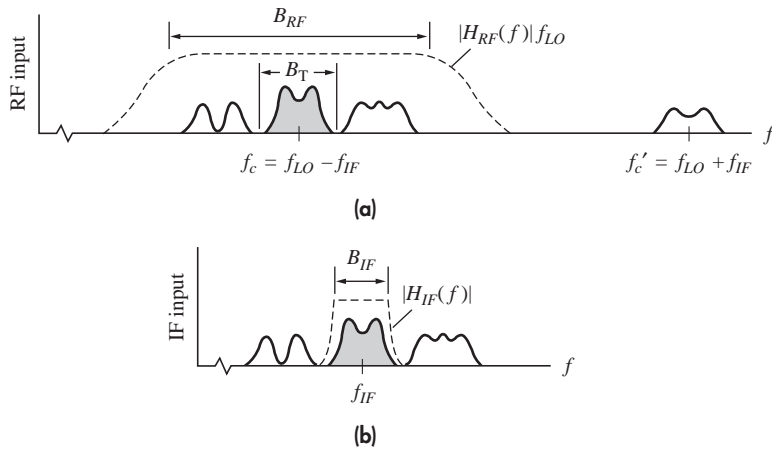 B_RF
|H_RF(f)| f_LO
RF input
B_T
f
f_c = f_LO − f_IF
f_c′ = f_LO + f_IF
(a)
B_IF
|H_IF(f)|
IF input
f
f_IF
(b)